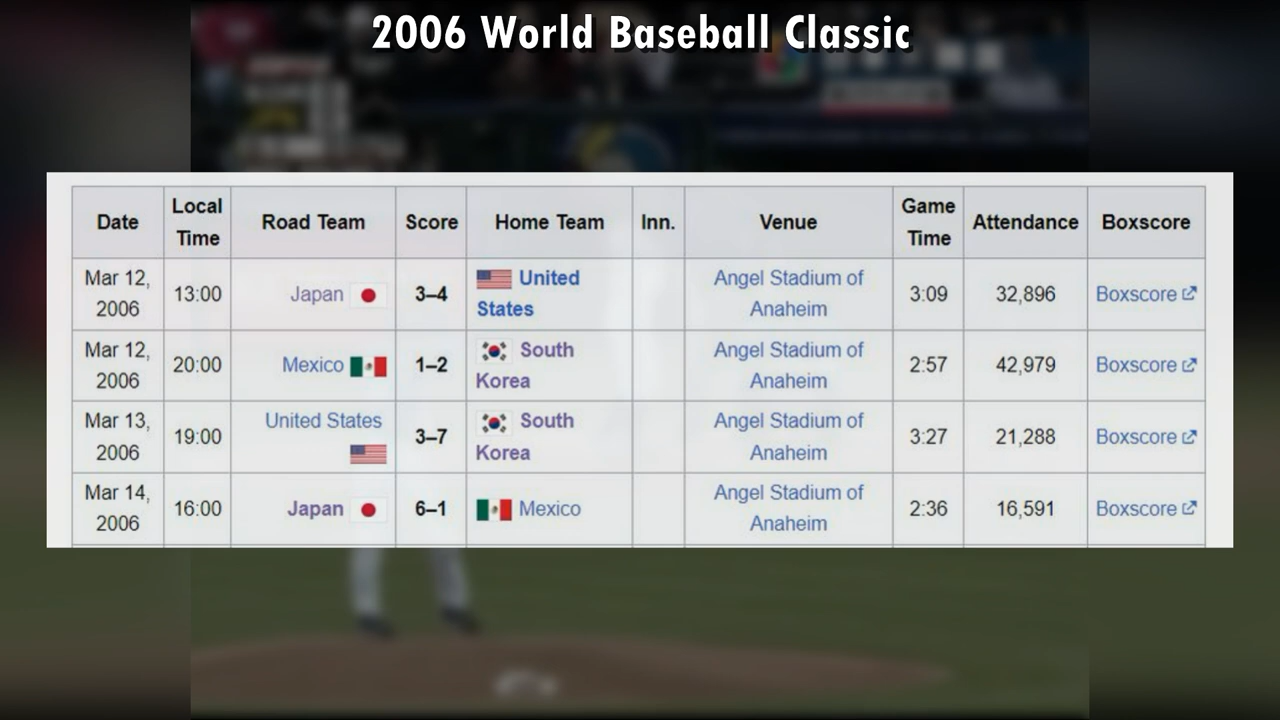 2006 World Baseball Classic
Date Local Time Road Team Score Home Team Inn. Venue Game Time Attendance Boxscore
Mar 12, 2006 13:00 Japan 3–4 United States Angel Stadium of Anaheim 3:09 32,896 Boxscore
Mar 12, 2006 20:00 Mexico 1–2 South Korea Angel Stadium of Anaheim 2:57 42,979 Boxscore
Mar 13, 2006 19:00 United States 3–7 South Korea Angel Stadium of Anaheim 3:27 21,288 Boxscore
Mar 14, 2006 16:00 Japan 6–1 Mexico Angel Stadium of Anaheim 2:36 16,591 Boxscore